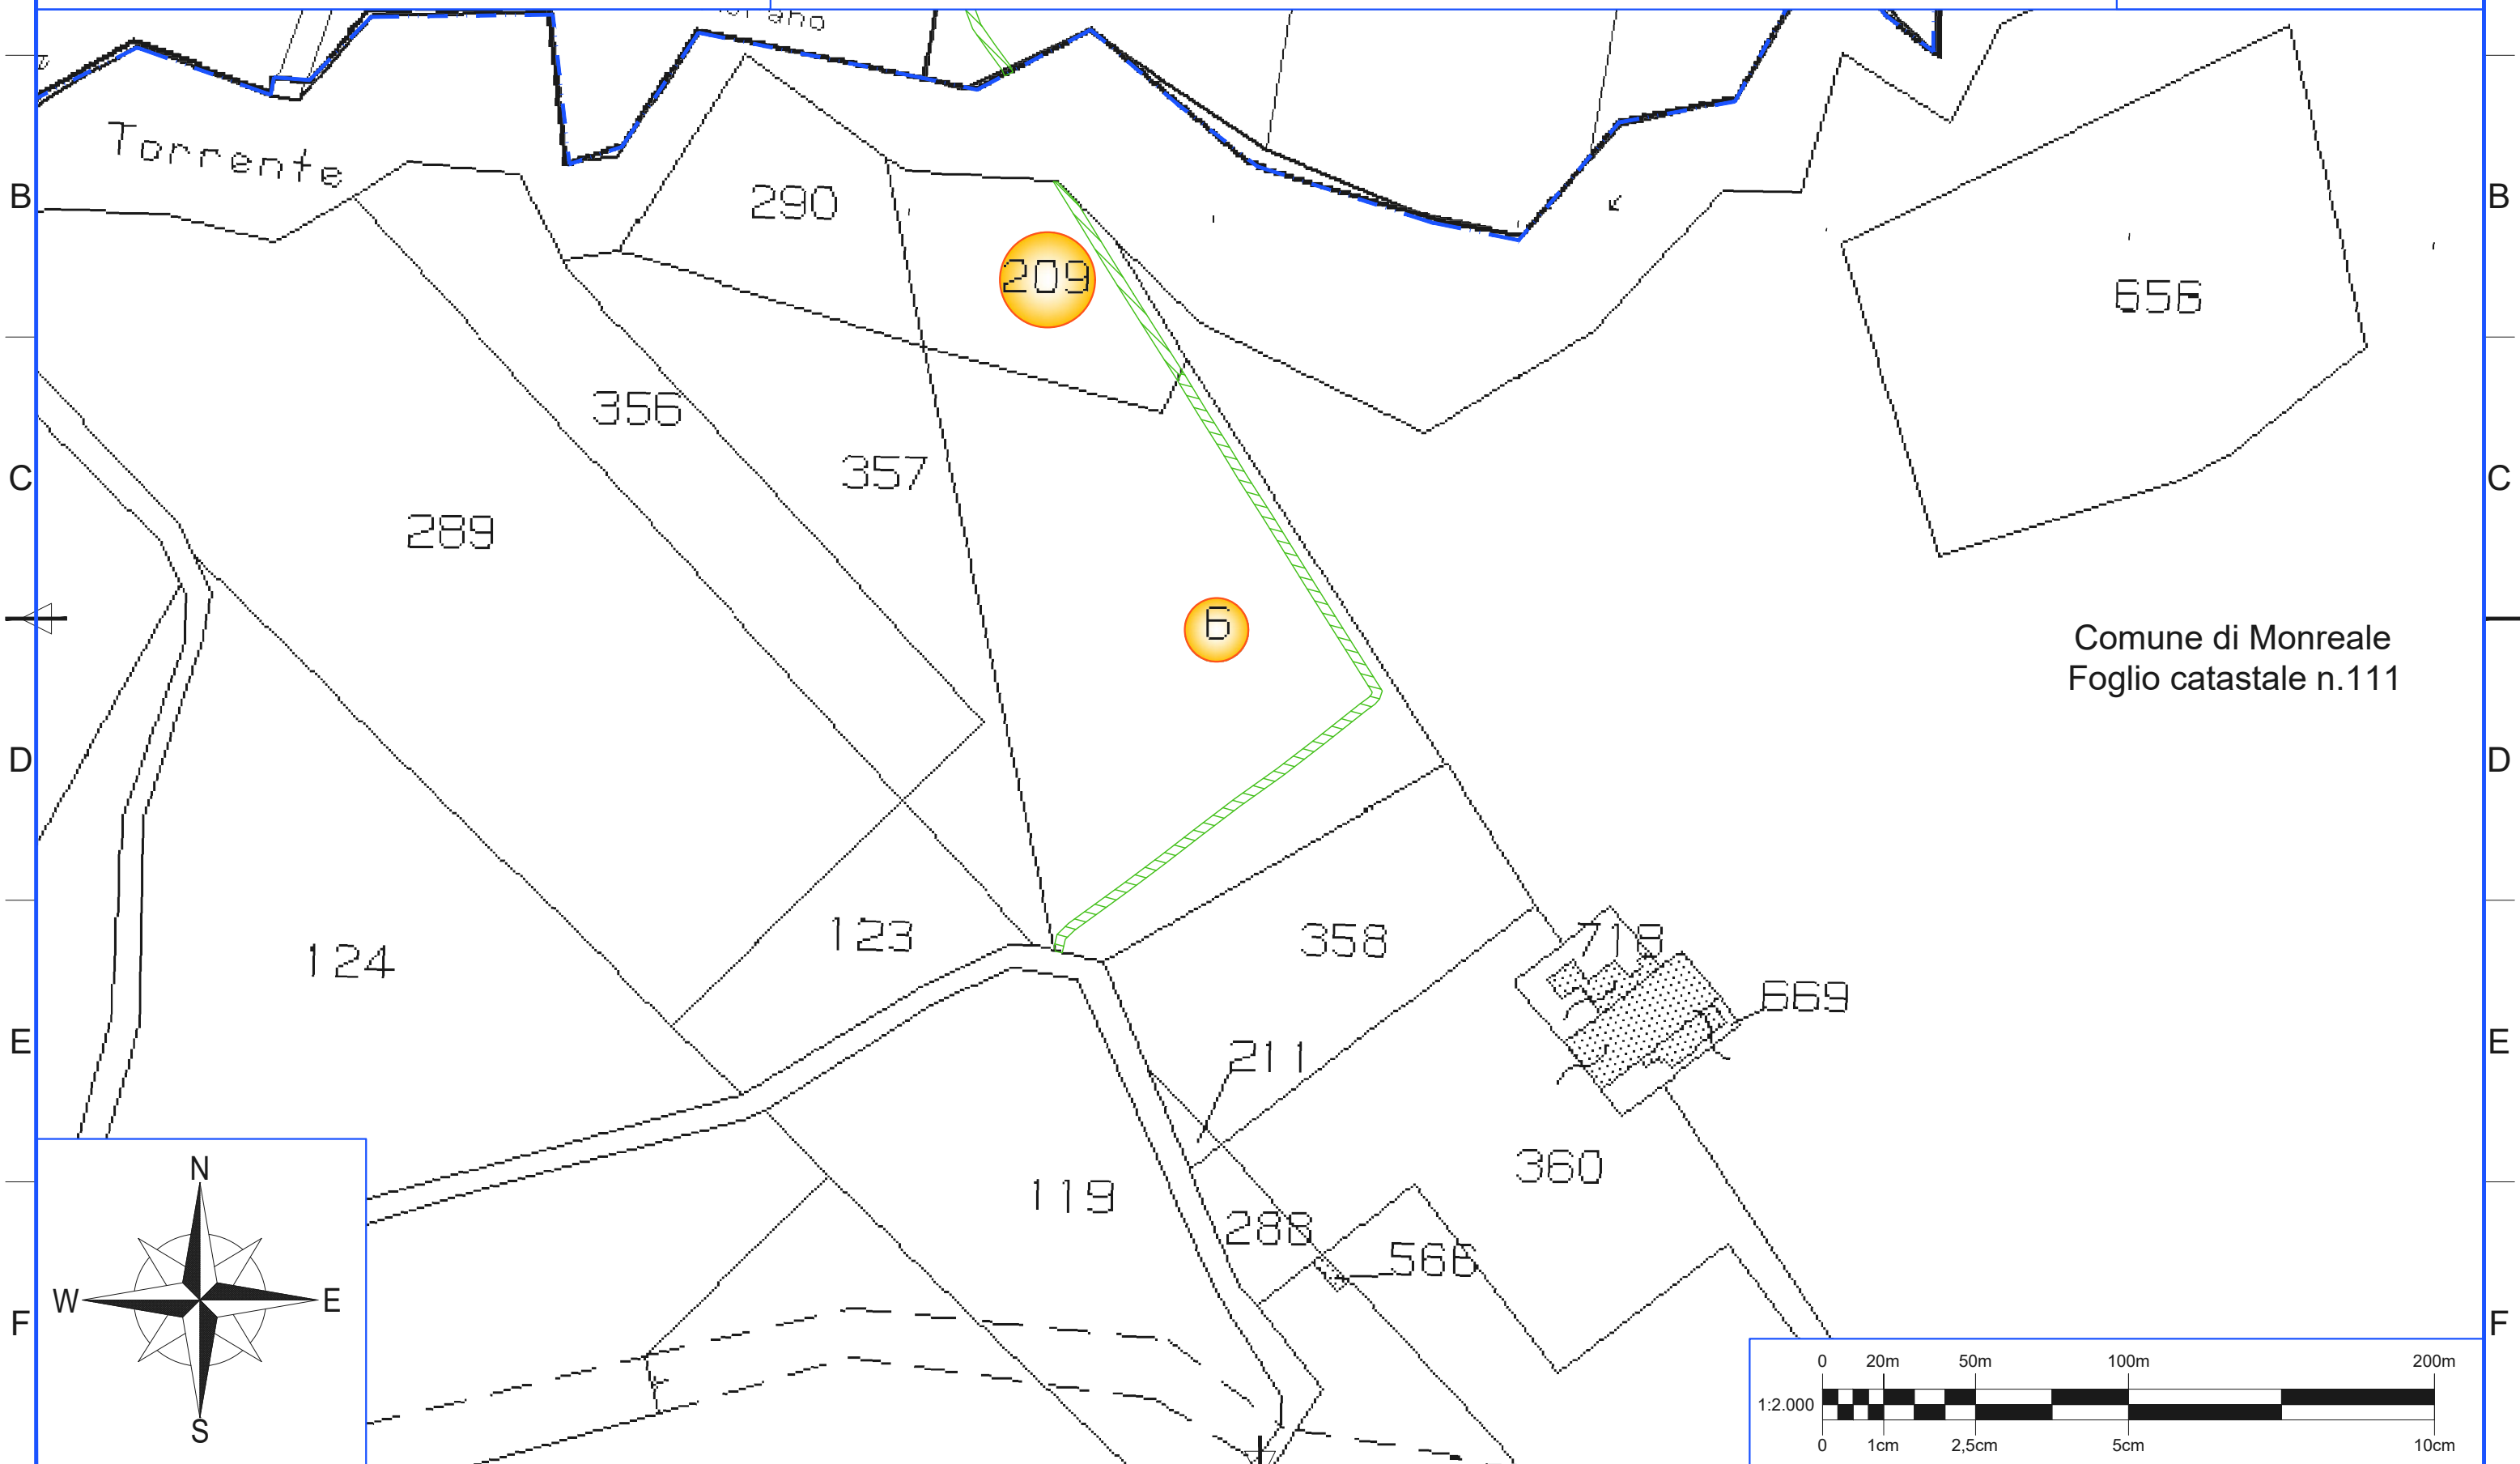 Torrente
B
290
B
209
656
356
357
C
289
C
6
Comune di Monreale
Foglio catastale n.111
D
D
124
123
358
718
669
E
211
E
360
119
288
566
N
W
E
S
F
F
0 20m 50m 100m 200m
1:2.000
0 1cm 2,5cm 5cm 10cm